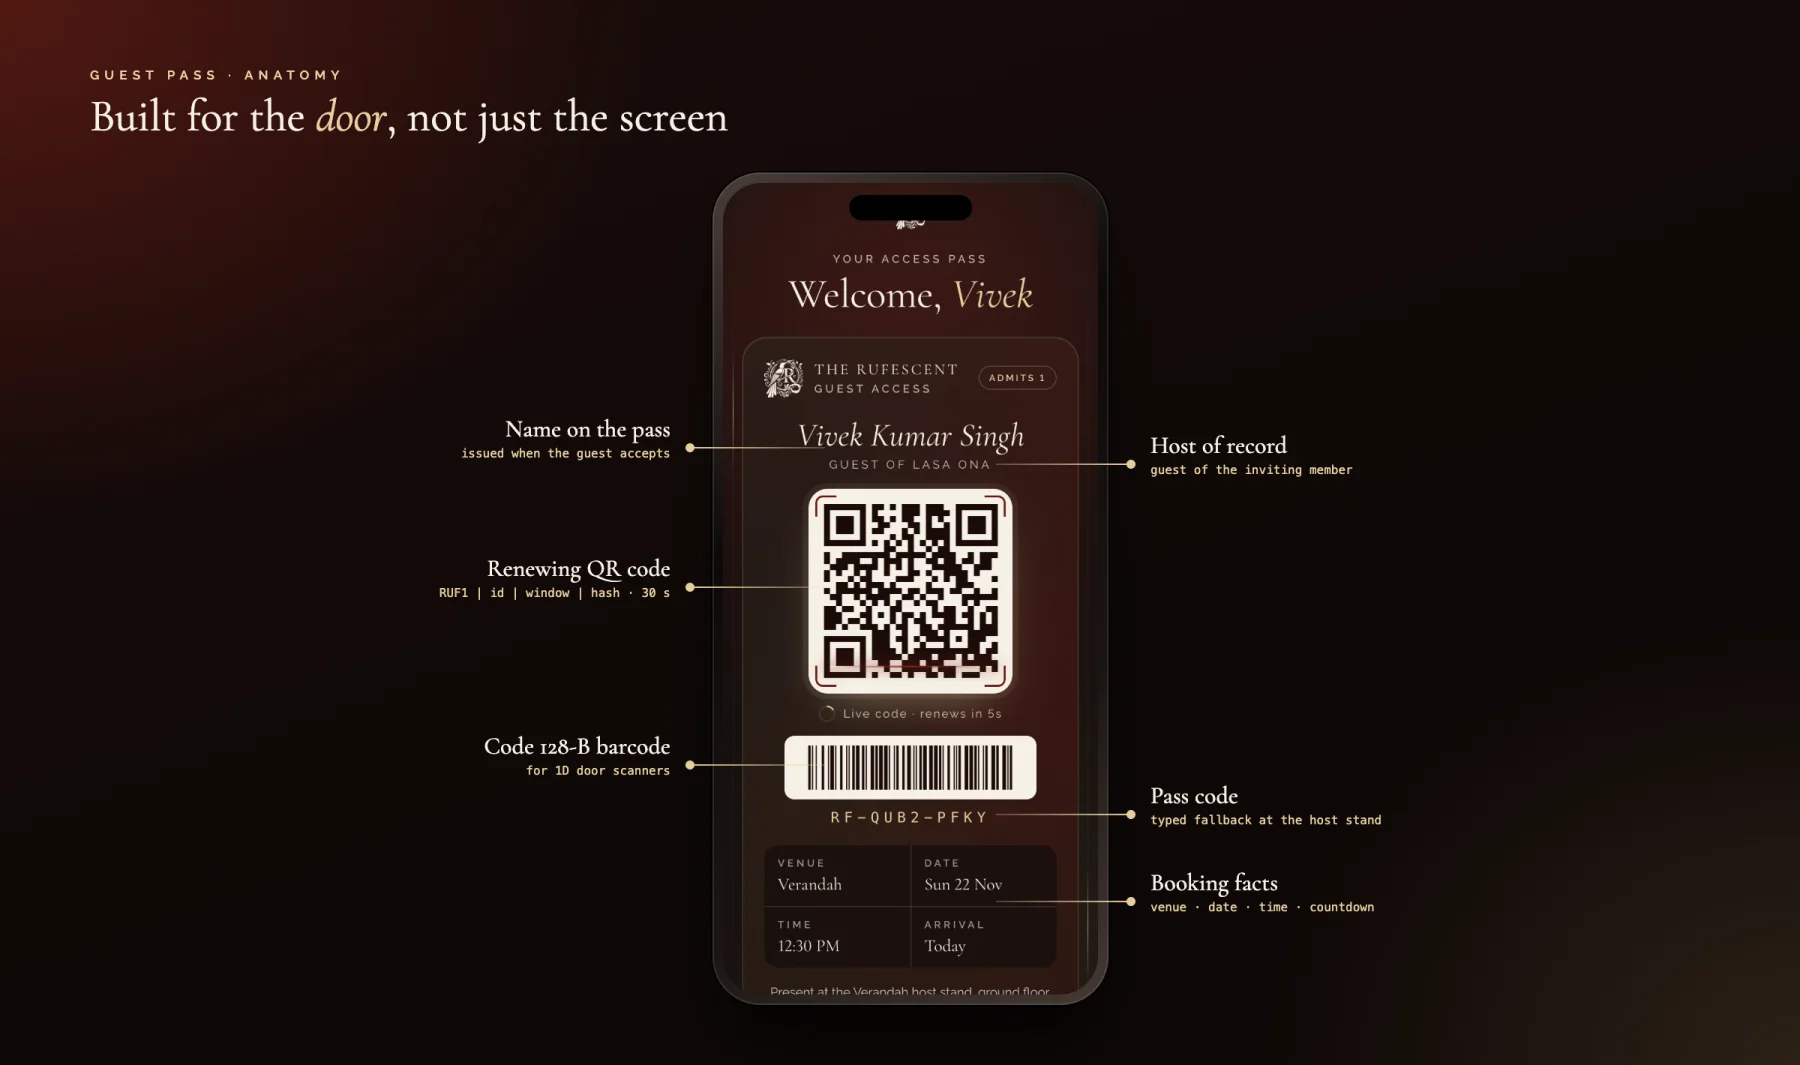 GUEST PASS · ANATOMY
Built for the door, not just the screen
YOUR ACCESS PASS
Welcome, Vivek
THE RUFESCENT
GUEST ACCESS
ADMITS 1
Name on the pass
issued when the guest accepts
Vivek Kumar Singh
GUEST OF LASA ONA
Host of record
guest of the inviting member
Renewing QR code
RUF1 | id | window | hash · 30 s
Live code · renews in 5s
Code 128-B barcode
for 1D door scanners
RF-QUB2-PFKY
Pass code
typed fallback at the host stand
VENUE
Verandah
DATE
Sun 22 Nov
Booking facts
venue · date · time · countdown
TIME
12:30 PM
ARRIVAL
Today
Present at the Verandah host stand, ground floor